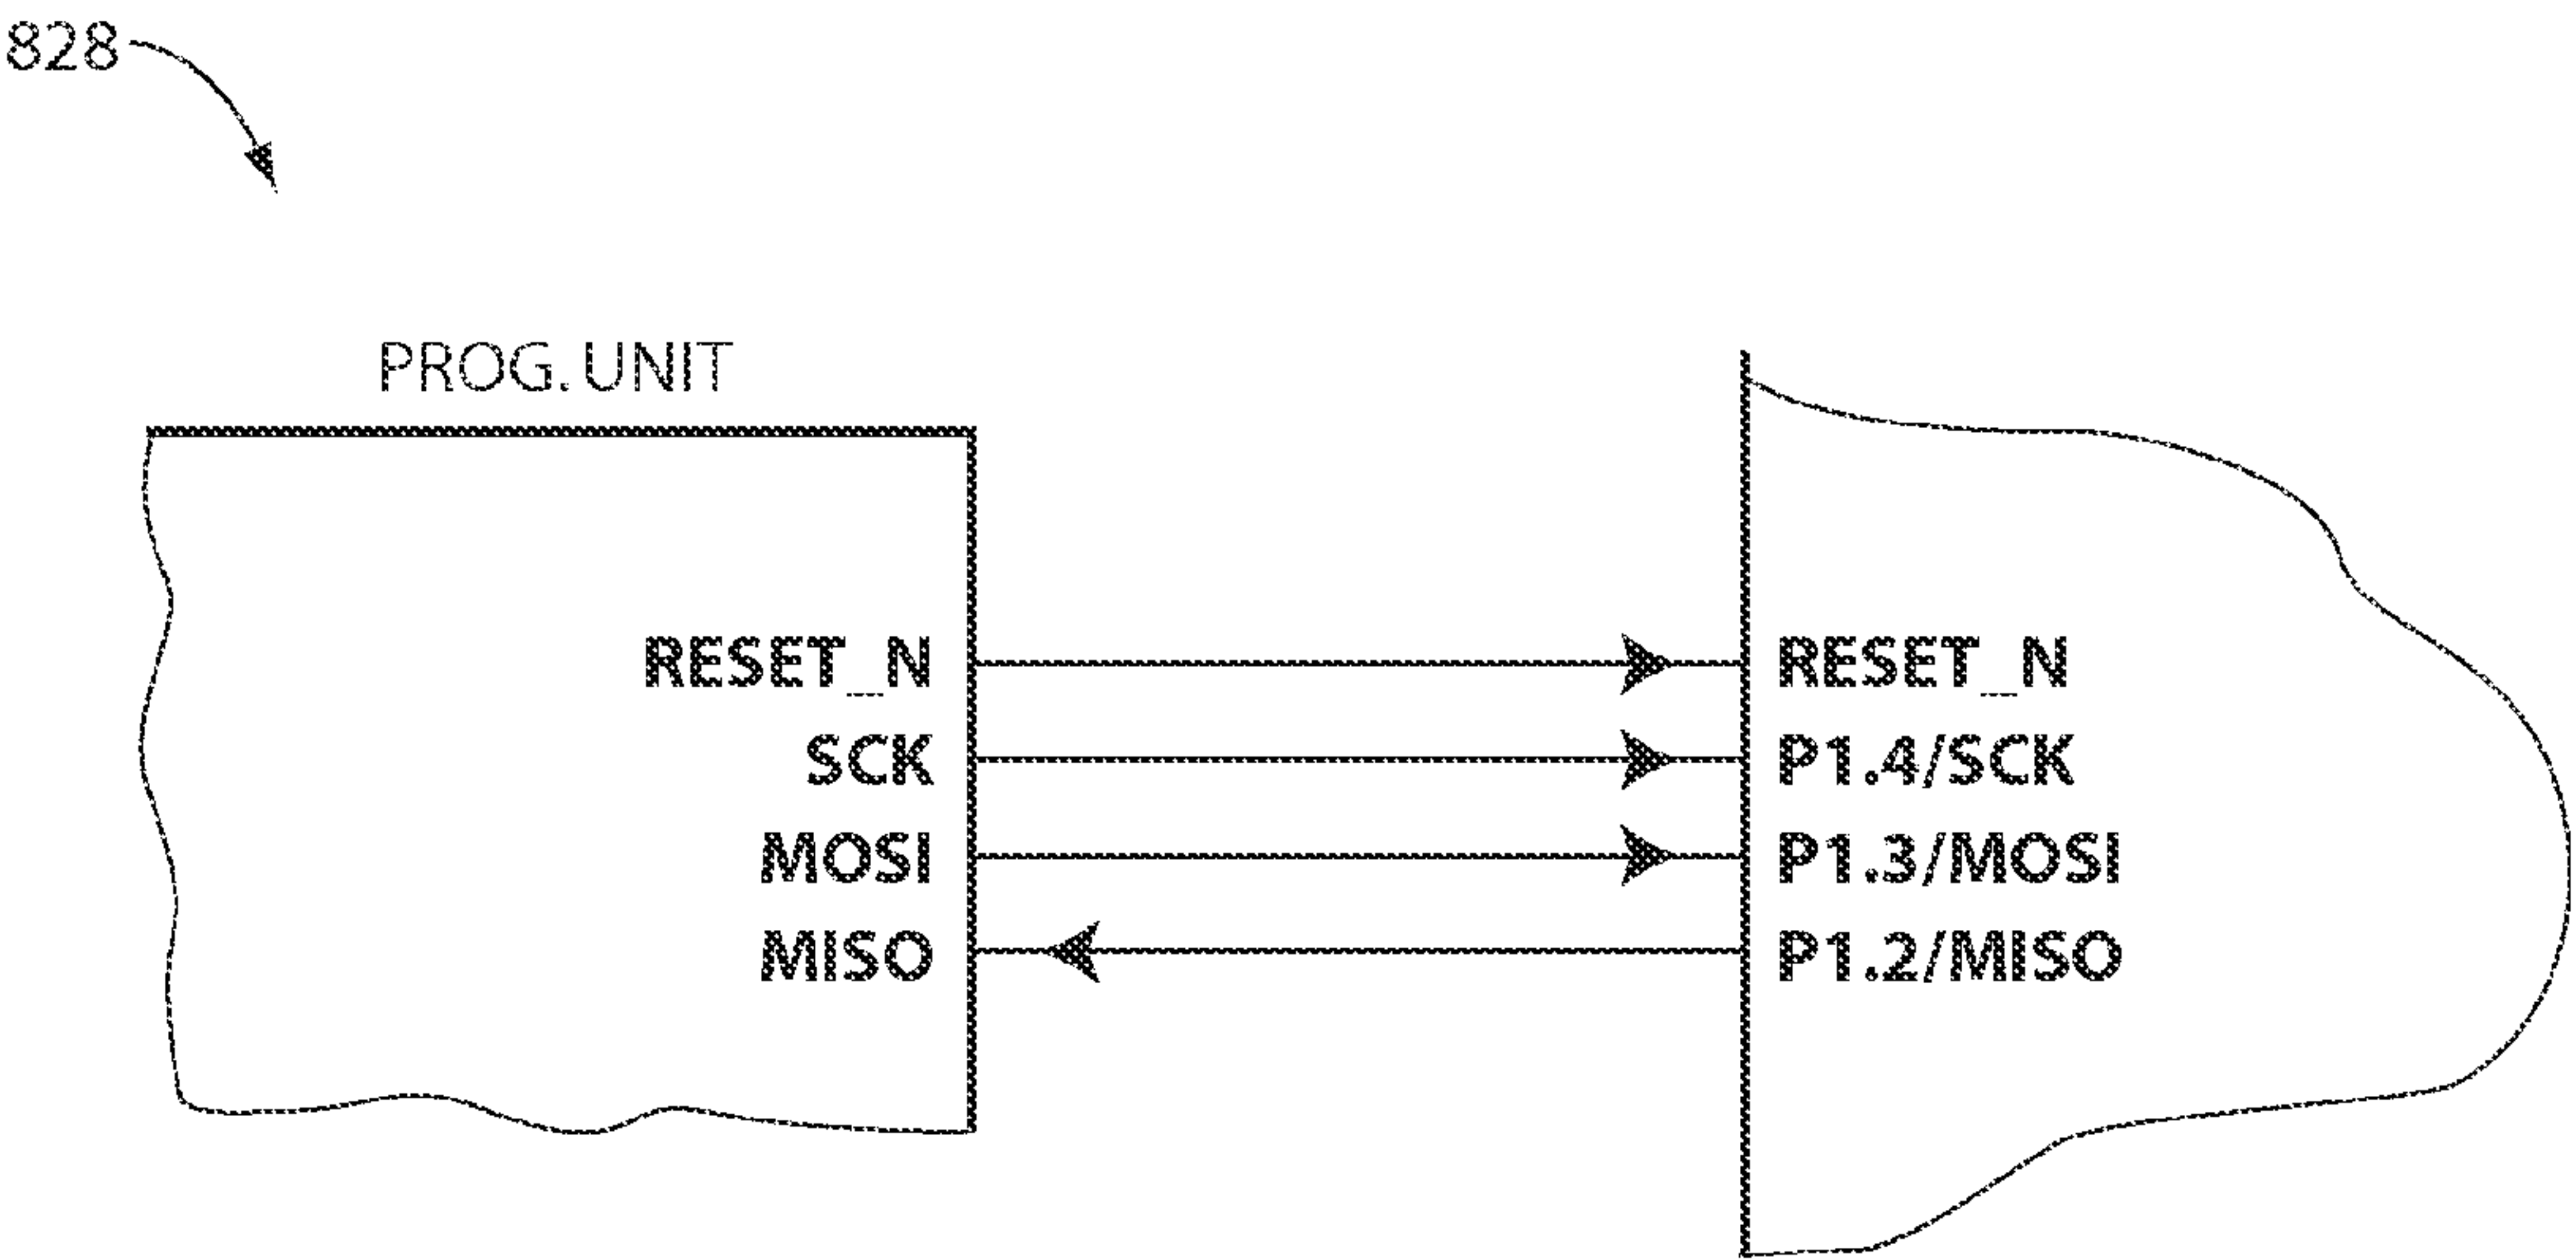 828
PROG. UNIT
RESET_N
SCK
MOSI
MISO
RESET_N
P1.4/SCK
P1.3/MOSI
P1.2/MISO